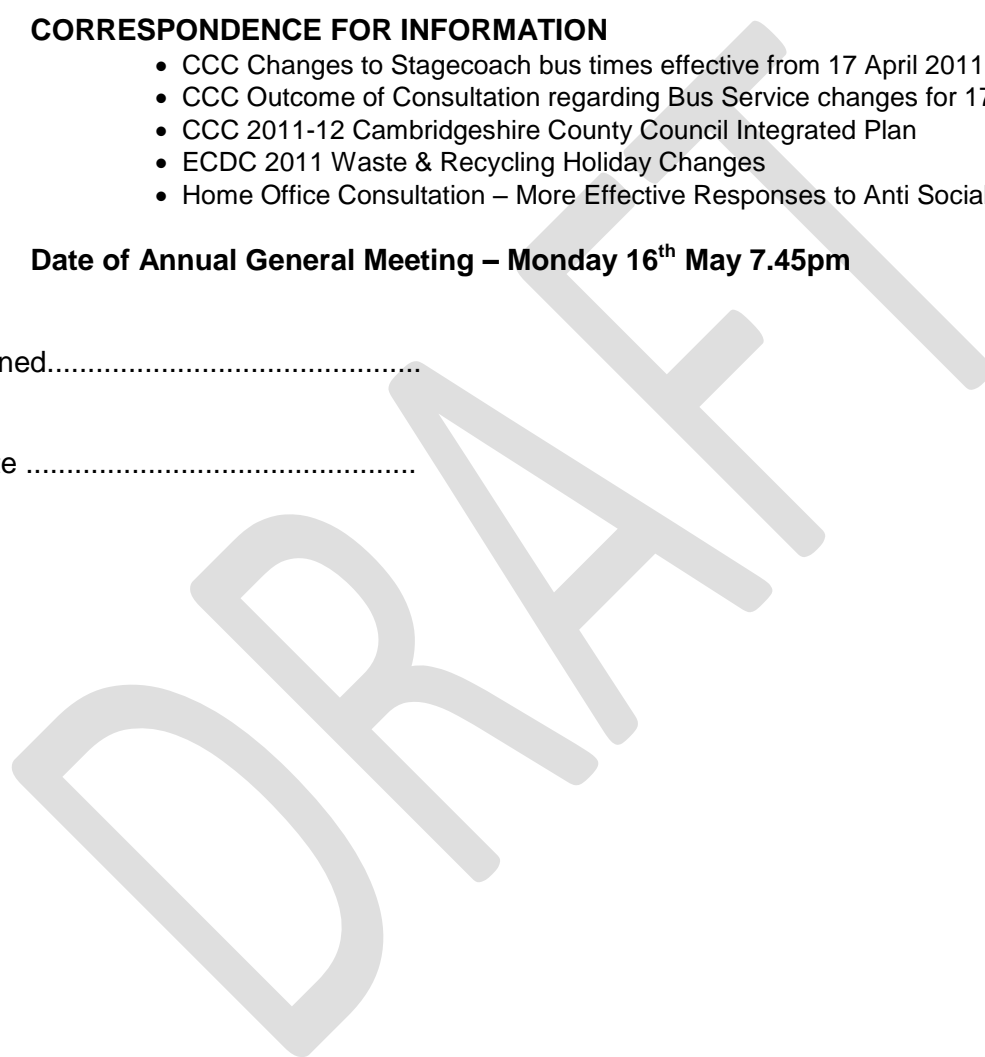 CORRESPONDENCE FOR INFORMATION
• CCC Changes to Stagecoach bus times effective from 17 April 2011
• CCC Outcome of Consultation regarding Bus Service changes for 17
• CCC 2011-12 Cambridgeshire County Council Integrated Plan
• ECDC 2011 Waste & Recycling Holiday Changes
• Home Office Consultation – More Effective Responses to Anti Social
Date of Annual General Meeting – Monday 16th May 7.45pm
ned..............................................
e ................................................
DRAFT